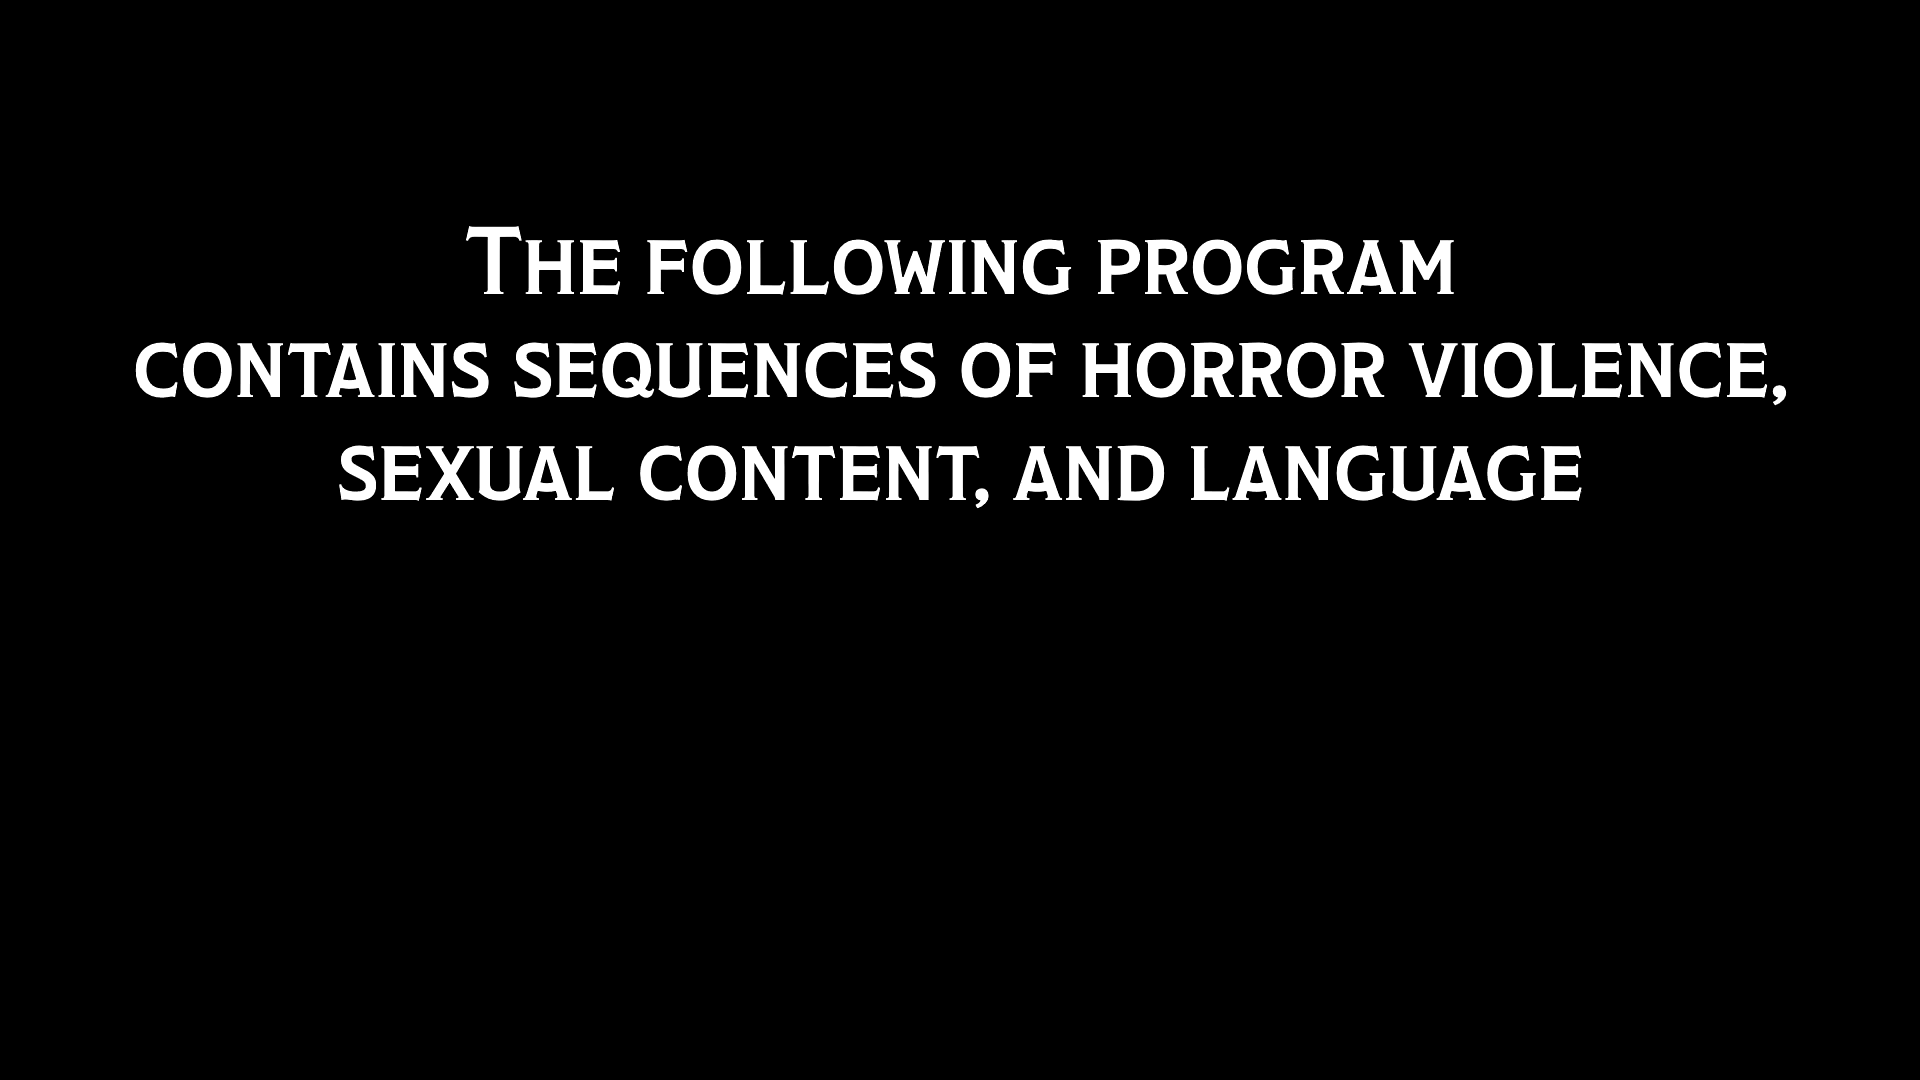 The following program
contains sequences of horror violence,
sexual content, and language